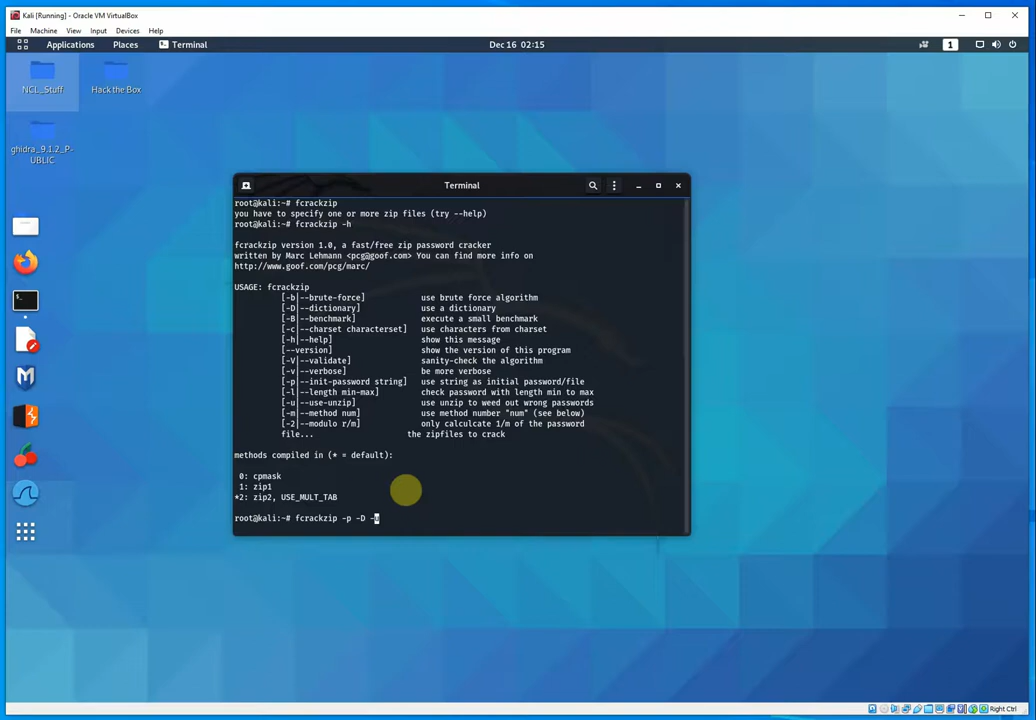 Kali [Running] - Oracle VM VirtualBox
File Machine View Input Devices Help
Applications Places Terminal Dec 16 02:15 1
NCL_Stuff
Hack the Box
ghidra_9.1.2_P-
UBLIC
Terminal
root@kali:~# fcrackzip
you have to specify one or more zip files (try --help)
root@kali:~# fcrackzip -h
fcrackzip version 1.0, a fast/free zip password cracker
written by Marc Lehmann <pcg@goof.com> You can find more info on
http://www.goof.com/pcg/marc/
USAGE: fcrackzip
[-b|--brute-force] use brute force algorithm
[-D|--dictionary] use a dictionary
[-B|--benchmark] execute a small benchmark
[-c|--charset characterset] use characters from charset
[-h|--help] show this message
[--version] show the version of this program
[-V|--validate] sanity-check the algorithm
[-v|--verbose] be more verbose
[-p|--init-password string] use string as initial password/file
[-l|--length min-max] check password with length min to max
[-u|--use-unzip] use unzip to weed out wrong passwords
[-m|--method num] use method number "num" (see below)
[-2|--modulo r/m] only calculcate 1/m of the password
file... the zipfiles to crack
methods compiled in (* = default):
0: cpmask
1: zip1
*2: zip2, USE_MULT_TAB
root@kali:~# fcrackzip -p -D -u
Right Ctrl